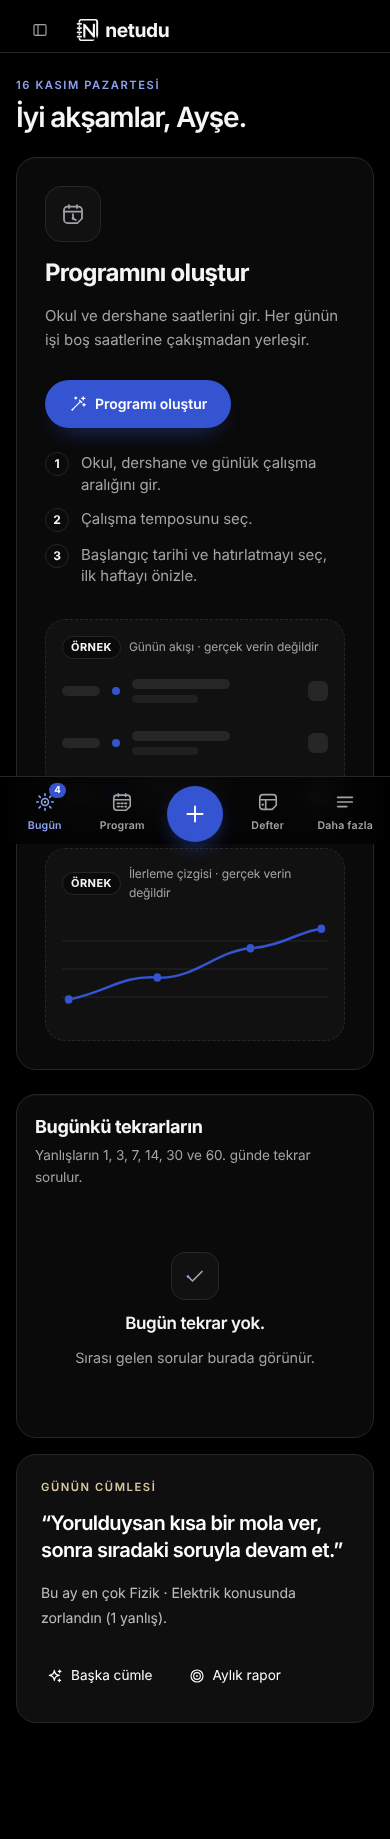 netudu
16 KASIM PAZARTESİ
İyi akşamlar, Ayşe.
Programını oluştur
Okul ve dershane saatlerini gir. Her günün
işi boş saatlerine çakışmadan yerleşir.
Programı oluştur
1 Okul, dershane ve günlük çalışma
aralığını gir.
2 Çalışma temposunu seç.
3 Başlangıç tarihi ve hatırlatmayı seç,
ilk haftayı önizle.
ÖRNEK Günün akışı · gerçek verin değildir
4
Bugün Program Defter Daha fazla
ÖRNEK İlerleme çizgisi · gerçek verin
değildir
Bugünkü tekrarların
Yanlışların 1, 3, 7, 14, 30 ve 60. günde tekrar
sorulur.
Bugün tekrar yok.
Sırası gelen sorular burada görünür.
GÜNÜN CÜMLESİ
“Yorulduysan kısa bir mola ver,
sonra sıradaki soruyla devam et.”
Bu ay en çok Fizik · Elektrik konusunda
zorlandın (1 yanlış).
Başka cümle Aylık rapor